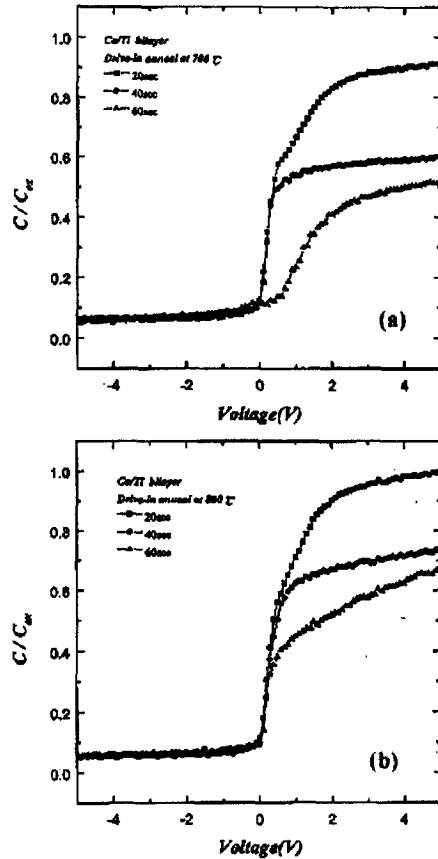 1.0
0.8
0.6
0.4
0.2
0.0
C/C
Co/Ti bilayer
Drive-in anneal at 700 ℃
20sec
40sec
60sec
(a)
-4 -2 0 2 4
Voltage(V)
1.0
0.8
0.6
0.4
0.2
0.0
C/C
Co/Ti bilayer
Drive-in anneal at 800 ℃
20sec
40sec
60sec
(b)
-4 -2 0 2 4
Voltage(V)